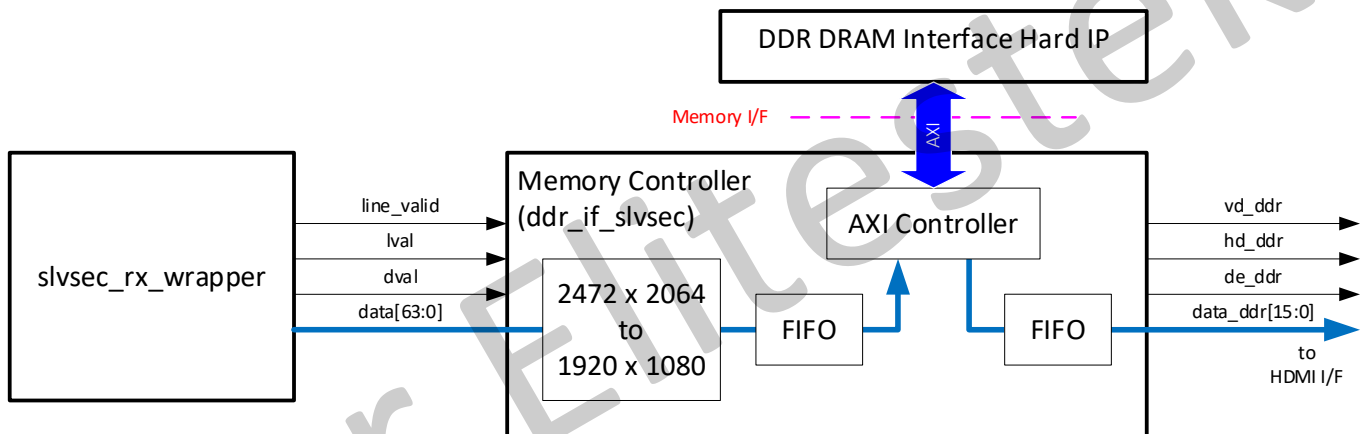 DDR DRAM Interface Hard IP
Memory I/F
AXI
slvsec_rx_wrapper
line_valid
lval
dval
data[63:0]
Memory Controller
(ddr_if_slvsec)
AXI Controller
2472 x 2064
to
1920 x 1080
FIFO
FIFO
vd_ddr
hd_ddr
de_ddr
data_ddr[15:0]
to
HDMI I/F
r Elitestek